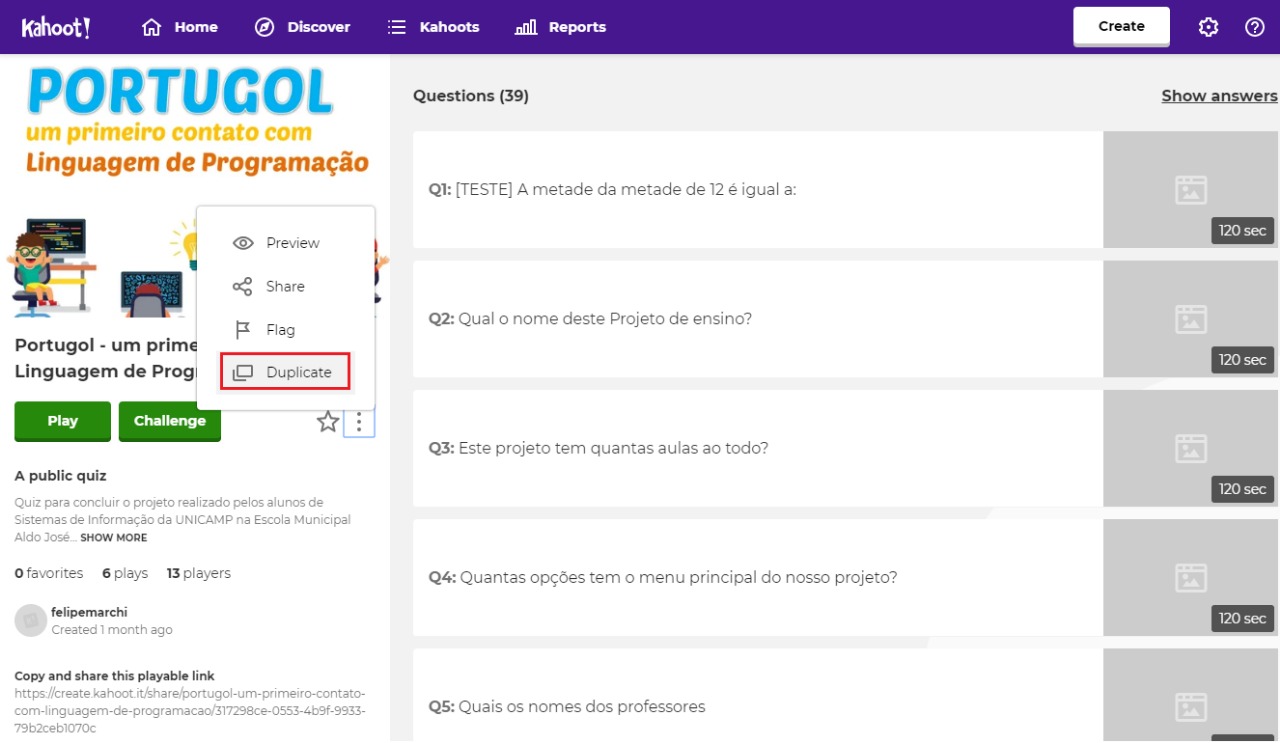 Kahoot!
Home
Discover
Kahoots
Reports
Create
PORTUGOL
um primeiro contato com
Linguagem de Programação
Preview
Share
Flag
Duplicate
Portugol - um prime
Linguagem de Prog
Play
Challenge
A public quiz
Quiz para concluir o projeto realizado pelos alunos de
Sistemas de Informação da UNICAMP na Escola Municipal
Aldo José... SHOW MORE
0 favorites 6 plays 13 players
felipemarchi
Created 1 month ago
Copy and share this playable link
https://create.kahoot.it/share/portugol-um-primeiro-contato-
com-linguagem-de-programacao/317298ce-0553-4b9f-9933-
79b2ceb1070c
Questions (39)
Show answers
Q1: [TESTE] A metade da metade de 12 é igual a:
120 sec
Q2: Qual o nome deste Projeto de ensino?
120 sec
Q3: Este projeto tem quantas aulas ao todo?
120 sec
Q4: Quantas opções tem o menu principal do nosso projeto?
120 sec
Q5: Quais os nomes dos professores